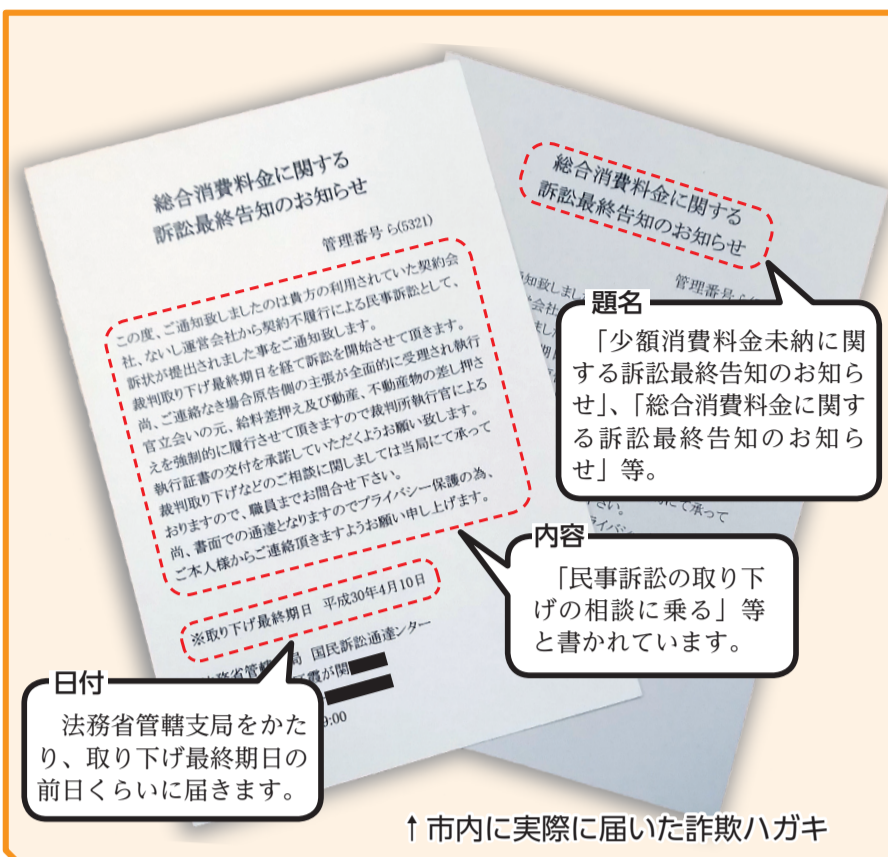 総合消費料金に関する
訴訟最終告知のお知らせ
管理番号 ら(5321)
この度、ご通知致しましたのは貴方の利用されていた契約会
社、ないし運営会社から契約不履行による民事訴訟として、
訴状が提出されました事をご通知致します。
裁判取り下げ最終期日を経て訴訟を開始させて頂きます。
尚、ご連絡なき場合原告側の主張が全面的に受理され執行
官立会いの元、給料差押え及び動産、不動産物の差し押さ
えを強制的に履行させて頂きますので裁判所執行官による
執行証書の交付を承諾していただくようお願い致します。
裁判取り下げなどのご相談に関しましては当局にて承って
おりますので、職員までお問合せ下さい。
尚、書面での通達となりますのでプライバシー保護の為、
ご本人様からご連絡頂きますようお願い申し上げます。
※取り下げ最終期日 平成30年4月10日
局 国民訴訟通達ンター
霞が関
:00
総合消費料金に関する
訴訟最終告知のお知らせ
管理番号
にて承って
題名
「少額消費料金未納に関
する訴訟最終告知のお知ら
せ」、「総合消費料金に関す
る訴訟最終告知のお知ら
せ」等。
内容
「民事訴訟の取り下
げの相談に乗る」等
と書かれています。
日付
法務省管轄支局をかた
り、取り下げ最終期日の
前日くらいに届きます。
↑市内に実際に届いた詐欺ハガキ